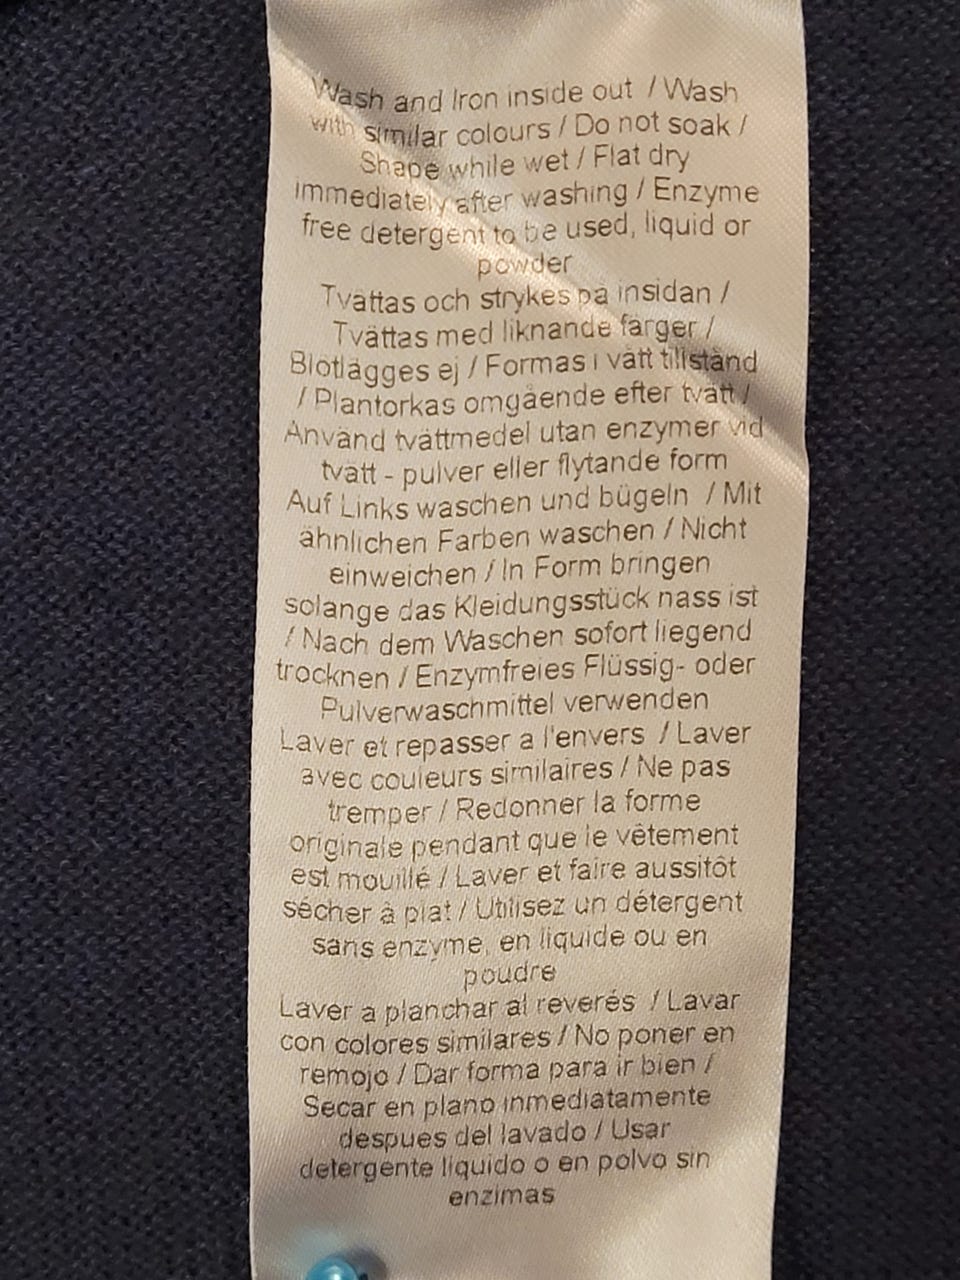 Wash and Iron inside out / Wash
with similar colours / Do not soak /
Shape while wet / Flat dry
immediately after washing / Enzyme
free detergent to be used, liquid or
powder
Tvättas och strykes på insidan /
Tvättas med liknande färger /
Blötlägges ej / Formas i vått tillstånd
/ Plantorkas omgående efter tvätt /
Använd tvättmedel utan enzymer vid
tvätt - pulver eller flytande form
Auf Links waschen und bügeln / Mit
ähnlichen Farben waschen / Nicht
einweichen / In Form bringen
solange das Kleidungsstück nass ist
/ Nach dem Waschen sofort liegend
trocknen / Enzymfreies Flüssig- oder
Pulverwaschmittel verwenden
Laver et repasser a l'envers / Laver
avec couleurs similaires / Ne pas
tremper / Redonner la forme
originale pendant que le vêtement
est mouillé / Laver et faire aussitôt
sécher à plat / Utilisez un détergent
sans enzyme, en liquide ou en
poudre
Laver a planchar al reverés / Lavar
con colores similares / No poner en
remojo / Dar forma para ir bien /
Secar en plano inmediatamente
despues del lavado / Usar
detergente liquido o en polvo sin
enzimas